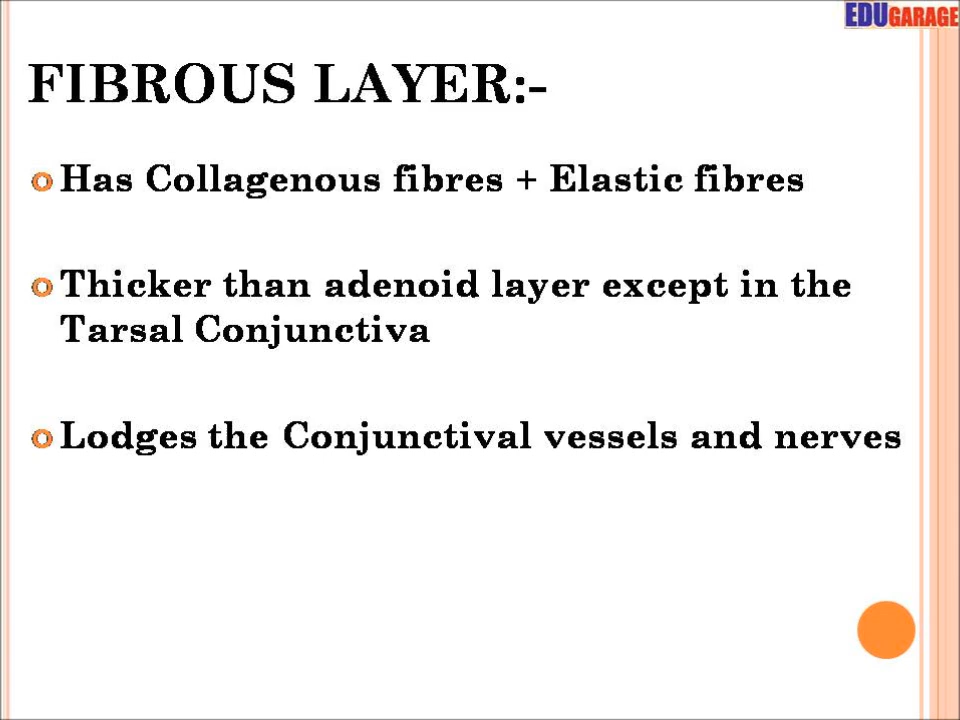 EDUGARAGE
FIBROUS LAYER:-
Has Collagenous fibres + Elastic fibres
Thicker than adenoid layer except in the
Tarsal Conjunctiva
Lodges the Conjunctival vessels and nerves